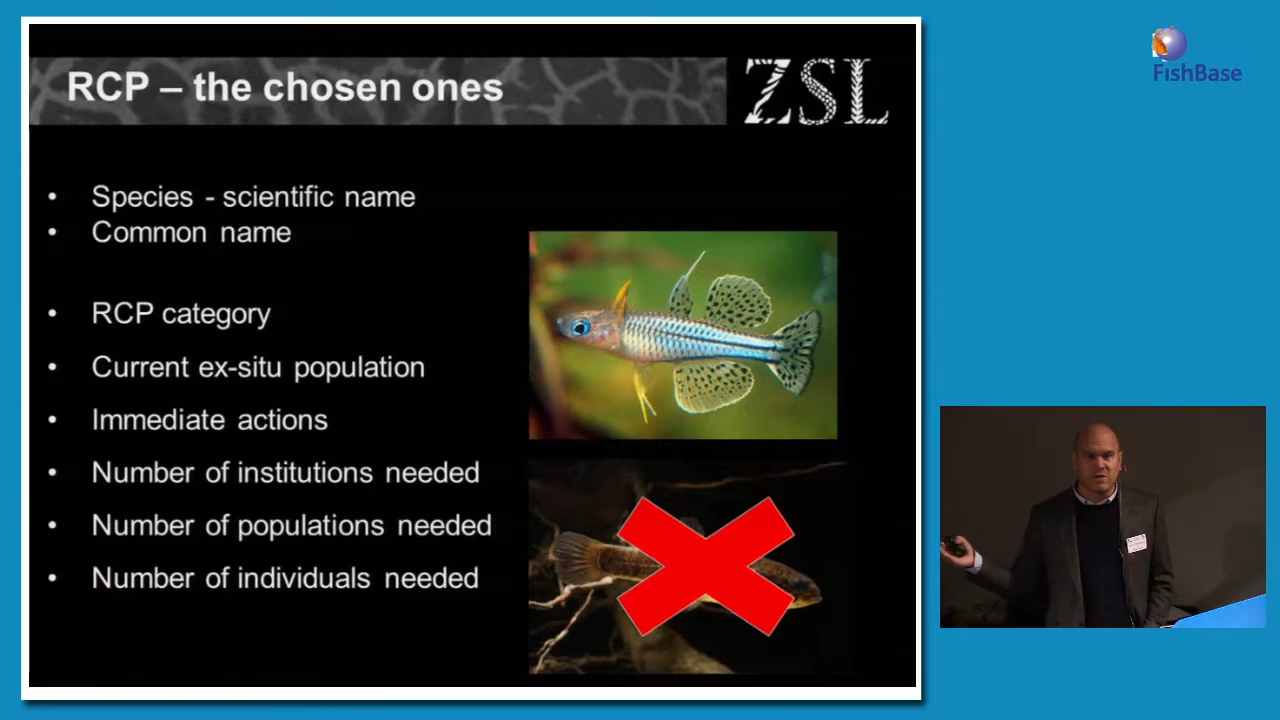 RCP – the chosen ones
ZSL
• Species - scientific name
• Common name
• RCP category
• Current ex-situ population
• Immediate actions
• Number of institutions needed
• Number of populations needed
• Number of individuals needed
FishBase